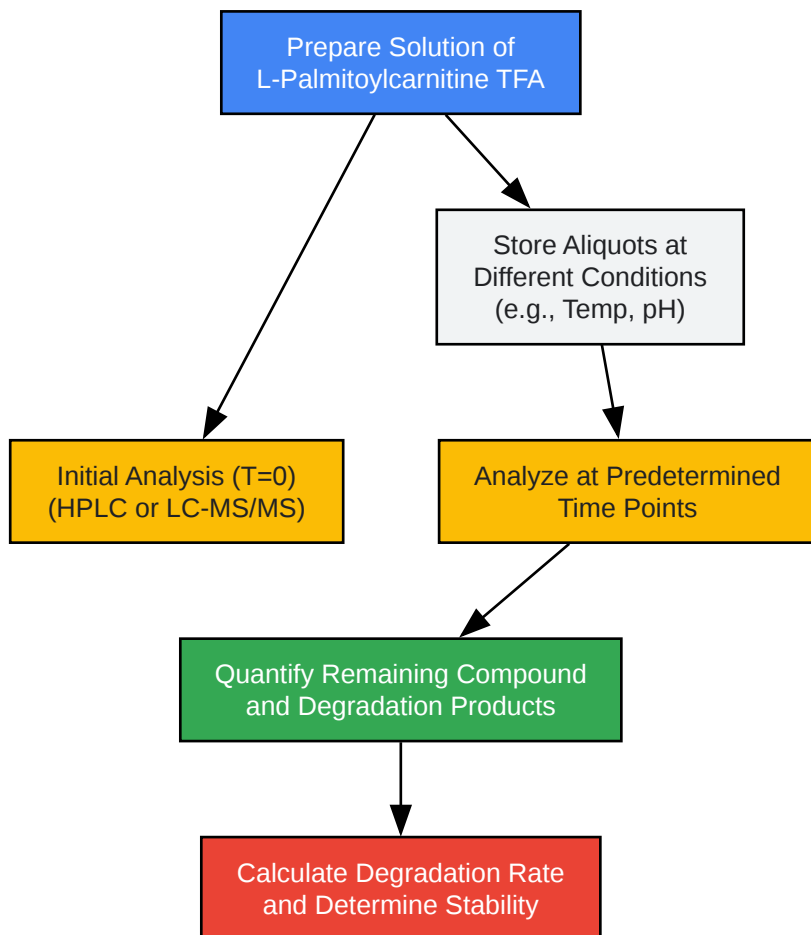 Prepare Solution of
L-Palmitoylcarnitine TFA
Store Aliquots at
Different Conditions
(e.g., Temp, pH)
Initial Analysis (T=0)
(HPLC or LC-MS/MS)
Analyze at Predetermined
Time Points
Quantify Remaining Compound
and Degradation Products
Calculate Degradation Rate
and Determine Stability